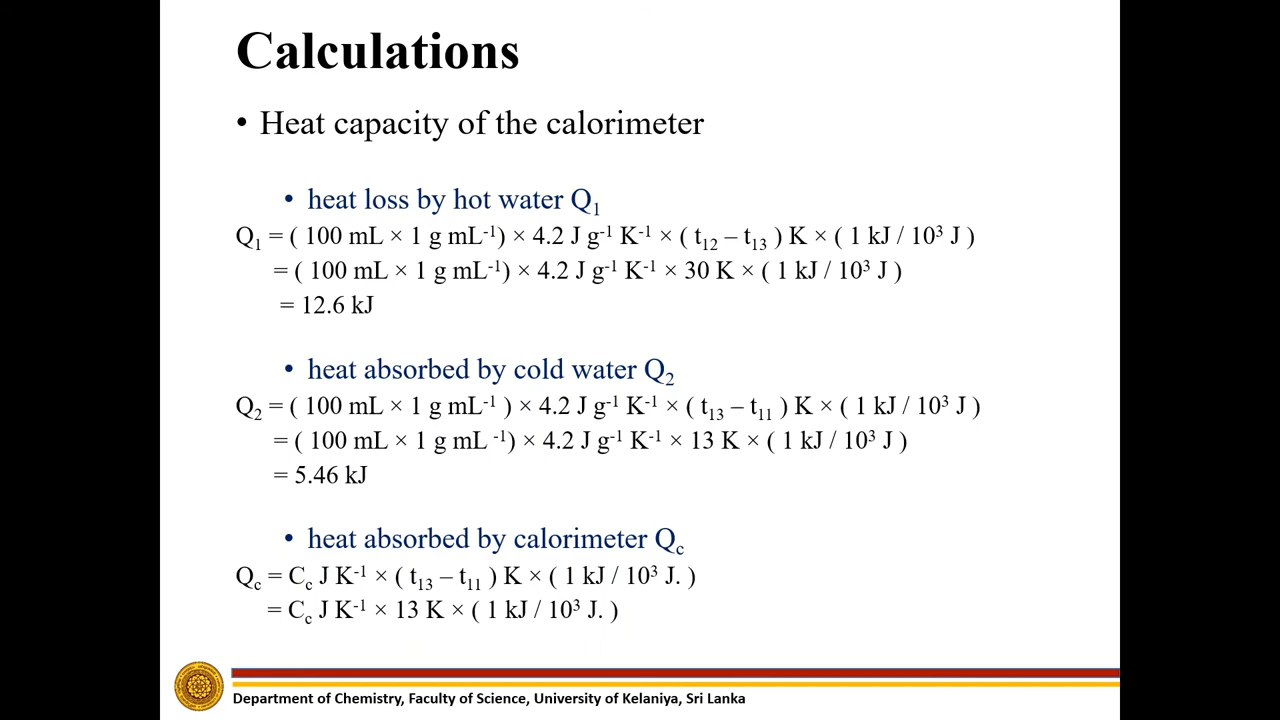 Calculations
• Heat capacity of the calorimeter
• heat loss by hot water Q₁
Q₁ = ( 100 mL × 1 g mL⁻¹) × 4.2 J g⁻¹ K⁻¹ × ( t₁₂ – t₁₃ ) K × ( 1 kJ / 10³ J )
= ( 100 mL × 1 g mL⁻¹) × 4.2 J g⁻¹ K⁻¹ × 30 K × ( 1 kJ / 10³ J )
= 12.6 kJ
• heat absorbed by cold water Q₂
Q₂ = ( 100 mL × 1 g mL⁻¹ ) × 4.2 J g⁻¹ K⁻¹ × ( t₁₃ – t₁₁ ) K × ( 1 kJ / 10³ J )
= ( 100 mL × 1 g mL ⁻¹) × 4.2 J g⁻¹ K⁻¹ × 13 K × ( 1 kJ / 10³ J )
= 5.46 kJ
• heat absorbed by calorimeter Q_c
Q_c = C_c J K⁻¹ × ( t₁₃ – t₁₁ ) K × ( 1 kJ / 10³ J. )
= C_c J K⁻¹ × 13 K × ( 1 kJ / 10³ J. )
Department of Chemistry, Faculty of Science, University of Kelaniya, Sri Lanka